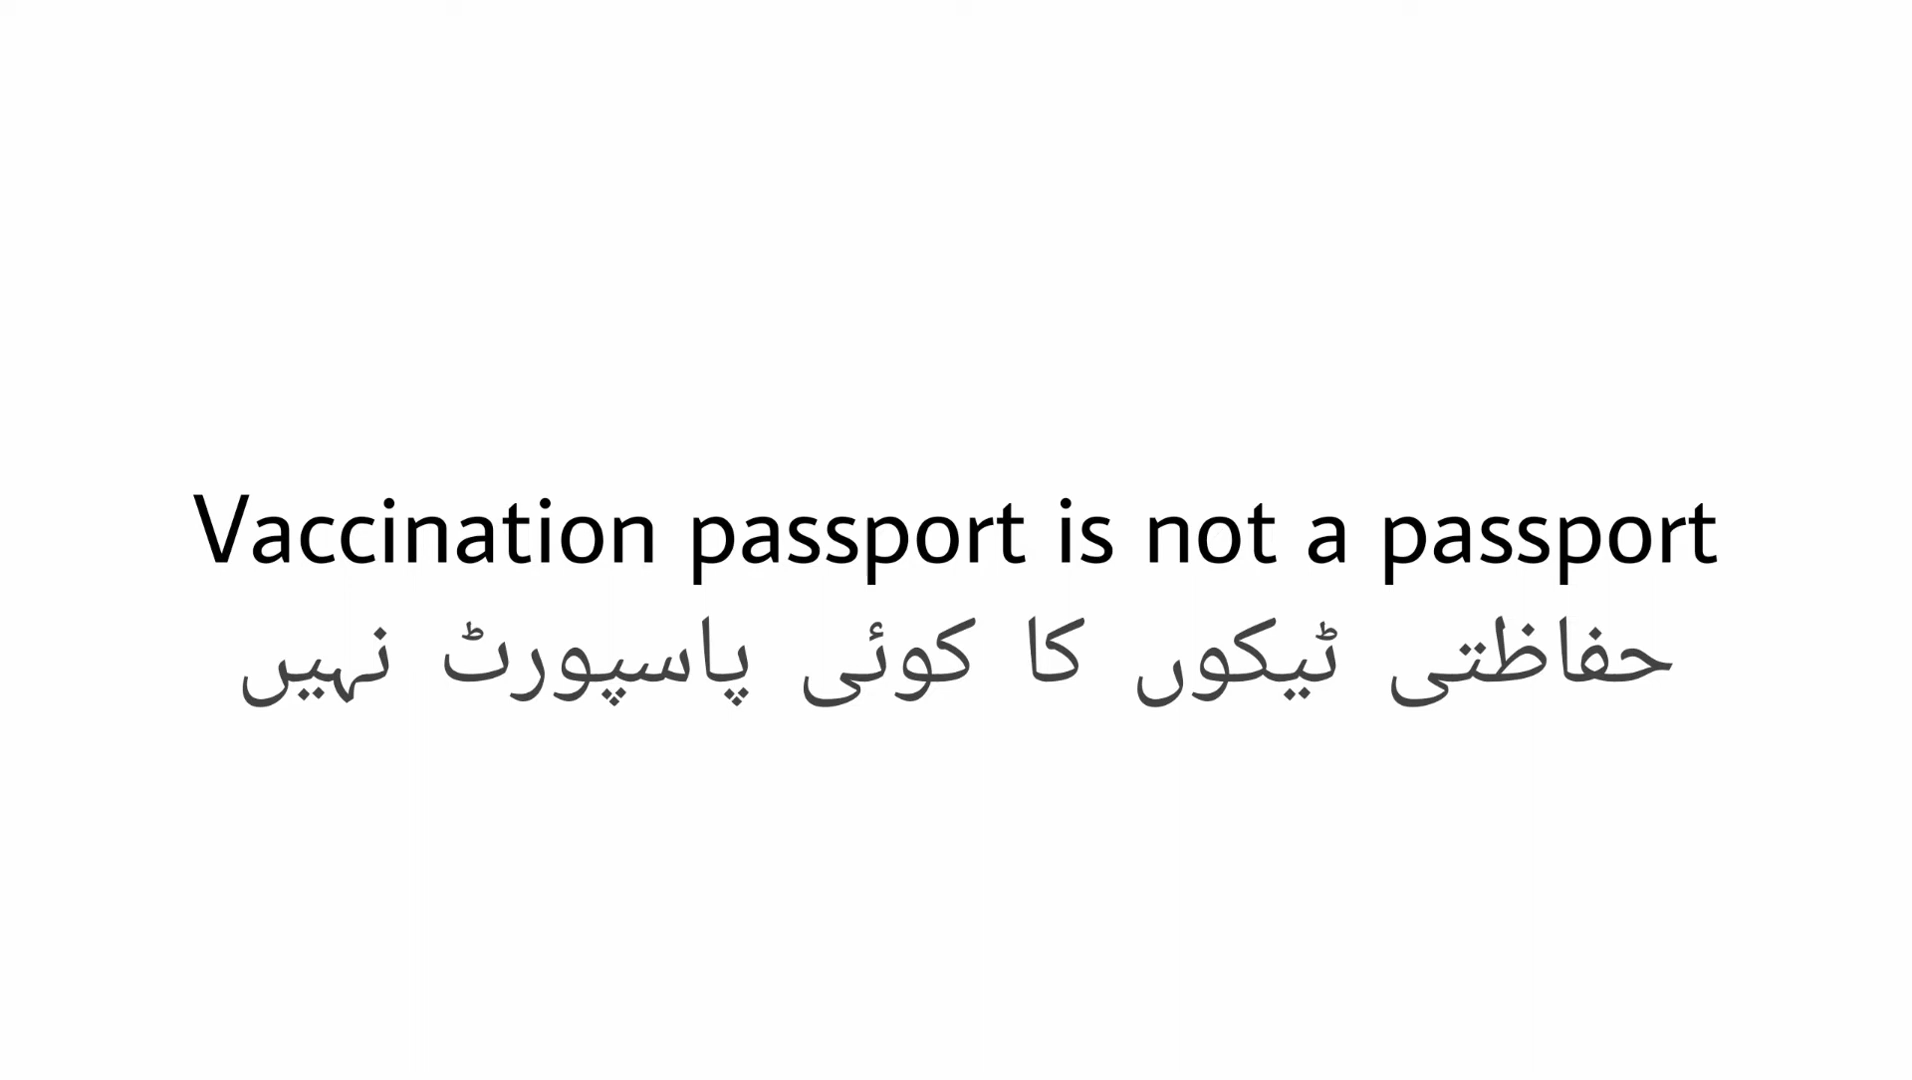 Vaccination passport is not a passport
حفاظتی ٹیکوں کا کوئی پاسپورٹ نہیں